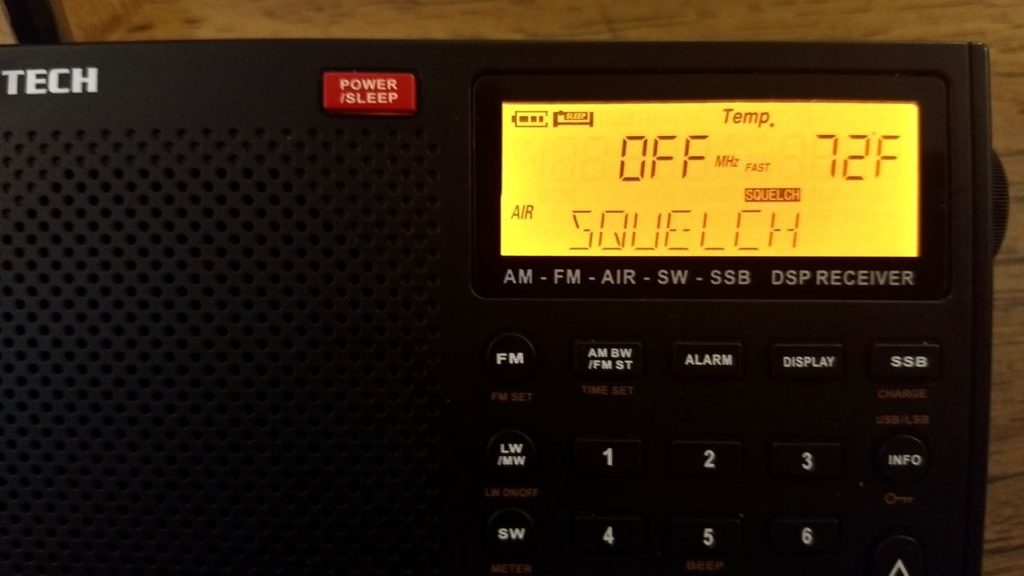 TECH
POWER
/SLEEP
SLEEP
Temp.
OFF MHz FAST 72F
SQUELCH
AIR
SQUELCH
AM - FM - AIR - SW - SSB DSP RECEIVER
FM
AM BW
/FM ST
ALARM
DISPLAY
SSB
FM SET
TIME SET
CHARGE
USB/LSB
LW
/MW
1
2
3
INFO
LW ON/OFF
SW
4
5
6
METER
BEEP